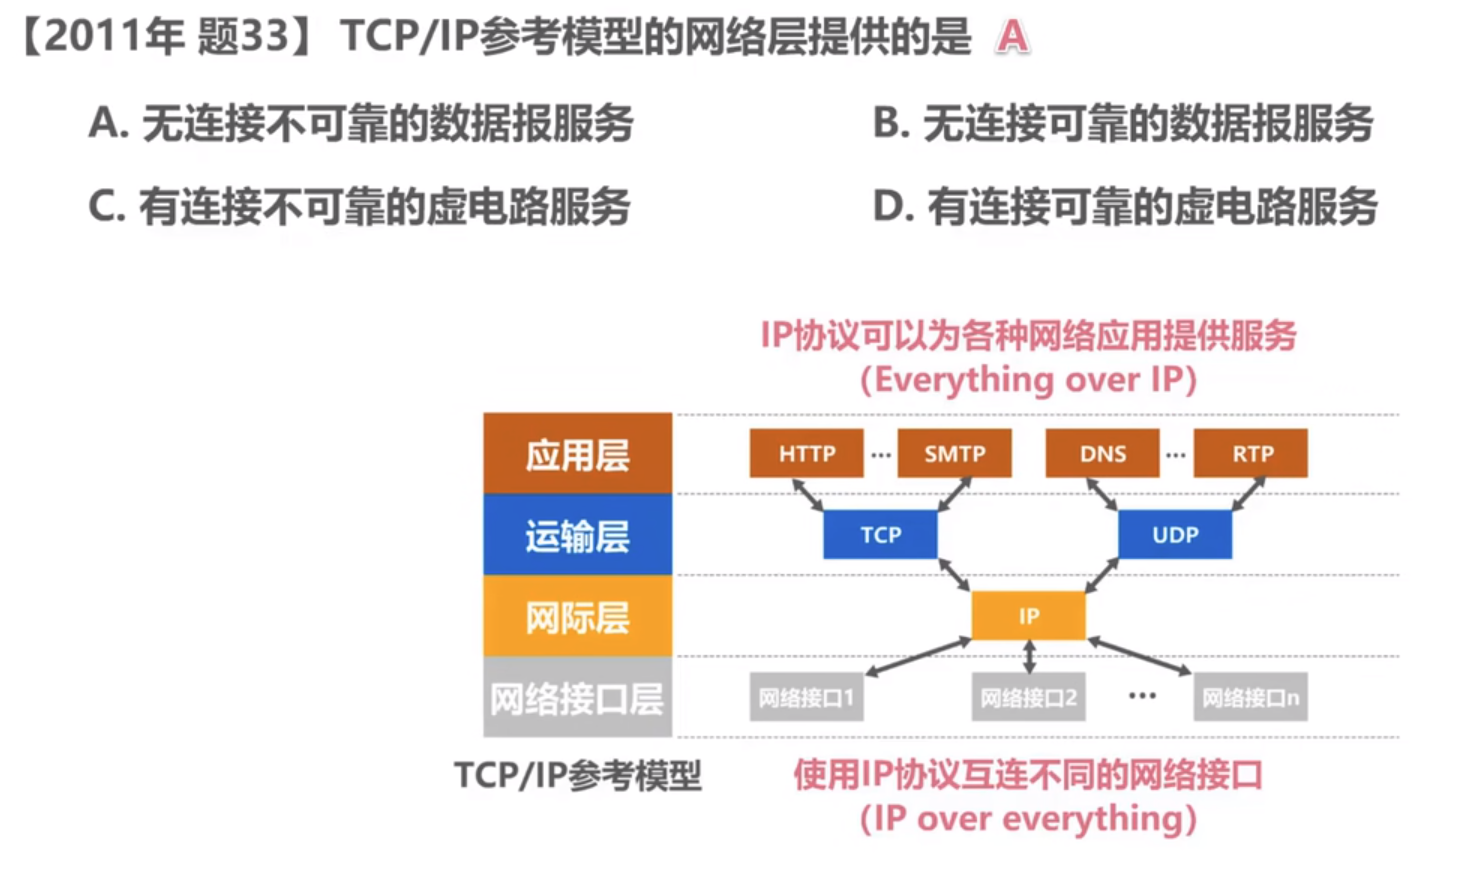 【2011年 题33】 TCP/IP参考模型的网络层提供的是 A
A. 无连接不可靠的数据报服务
B. 无连接可靠的数据报服务
C. 有连接不可靠的虚电路服务
D. 有连接可靠的虚电路服务
IP协议可以为各种网络应用提供服务
（Everything over IP）
应用层
HTTP ... SMTP DNS ... RTP
运输层
TCP UDP
网际层
IP
网络接口层
网络接口1 网络接口2 ... 网络接口n
TCP/IP参考模型
使用IP协议互连不同的网络接口
（IP over everything）